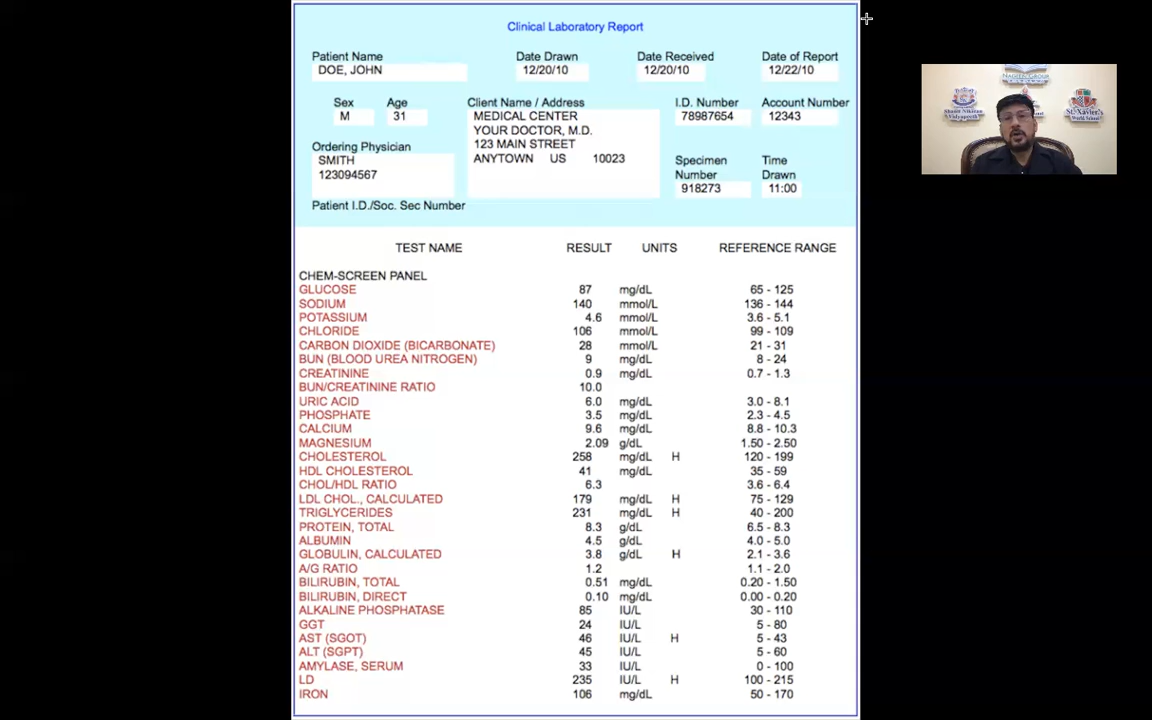 Clinical Laboratory Report
Patient Name Date Drawn Date Received Date of Report
DOE, JOHN 12/20/10 12/20/10 12/22/10
Sex Age Client Name / Address I.D. Number Account Number
M 31 MEDICAL CENTER 78987654 12343
YOUR DOCTOR, M.D.
Ordering Physician 123 MAIN STREET
SMITH ANYTOWN US 10023 Specimen Time
123094567 Number Drawn
918273 11:00
Patient I.D./Soc. Sec Number
TEST NAME RESULT UNITS REFERENCE RANGE
CHEM-SCREEN PANEL
GLUCOSE 87 mg/dL 65 - 125
SODIUM 140 mmol/L 136 - 144
POTASSIUM 4.6 mmol/L 3.6 - 5.1
CHLORIDE 106 mmol/L 99 - 109
CARBON DIOXIDE (BICARBONATE) 28 mmol/L 21 - 31
BUN (BLOOD UREA NITROGEN) 9 mg/dL 8 - 24
CREATININE 0.9 mg/dL 0.7 - 1.3
BUN/CREATININE RATIO 10.0
URIC ACID 6.0 mg/dL 3.0 - 8.1
PHOSPHATE 3.5 mg/dL 2.3 - 4.5
CALCIUM 9.6 mg/dL 8.8 - 10.3
MAGNESIUM 2.09 g/dL 1.50 - 2.50
CHOLESTEROL 258 mg/dL H 120 - 199
HDL CHOLESTEROL 41 mg/dL 35 - 59
CHOL/HDL RATIO 6.3 3.6 - 6.4
LDL CHOL., CALCULATED 179 mg/dL H 75 - 129
TRIGLYCERIDES 231 mg/dL H 40 - 200
PROTEIN, TOTAL 8.3 g/dL 6.5 - 8.3
ALBUMIN 4.5 g/dL 4.0 - 5.0
GLOBULIN, CALCULATED 3.8 g/dL H 2.1 - 3.6
A/G RATIO 1.2 1.1 - 2.0
BILIRUBIN, TOTAL 0.51 mg/dL 0.20 - 1.50
BILIRUBIN, DIRECT 0.10 mg/dL 0.00 - 0.20
ALKALINE PHOSPHATASE 85 IU/L 30 - 110
GGT 24 IU/L 5 - 80
AST (SGOT) 46 IU/L H 5 - 43
ALT (SGPT) 45 IU/L 5 - 60
AMYLASE, SERUM 33 IU/L 0 - 100
LD 235 IU/L H 100 - 215
IRON 106 mg/dL 50 - 170
St. Xavier's